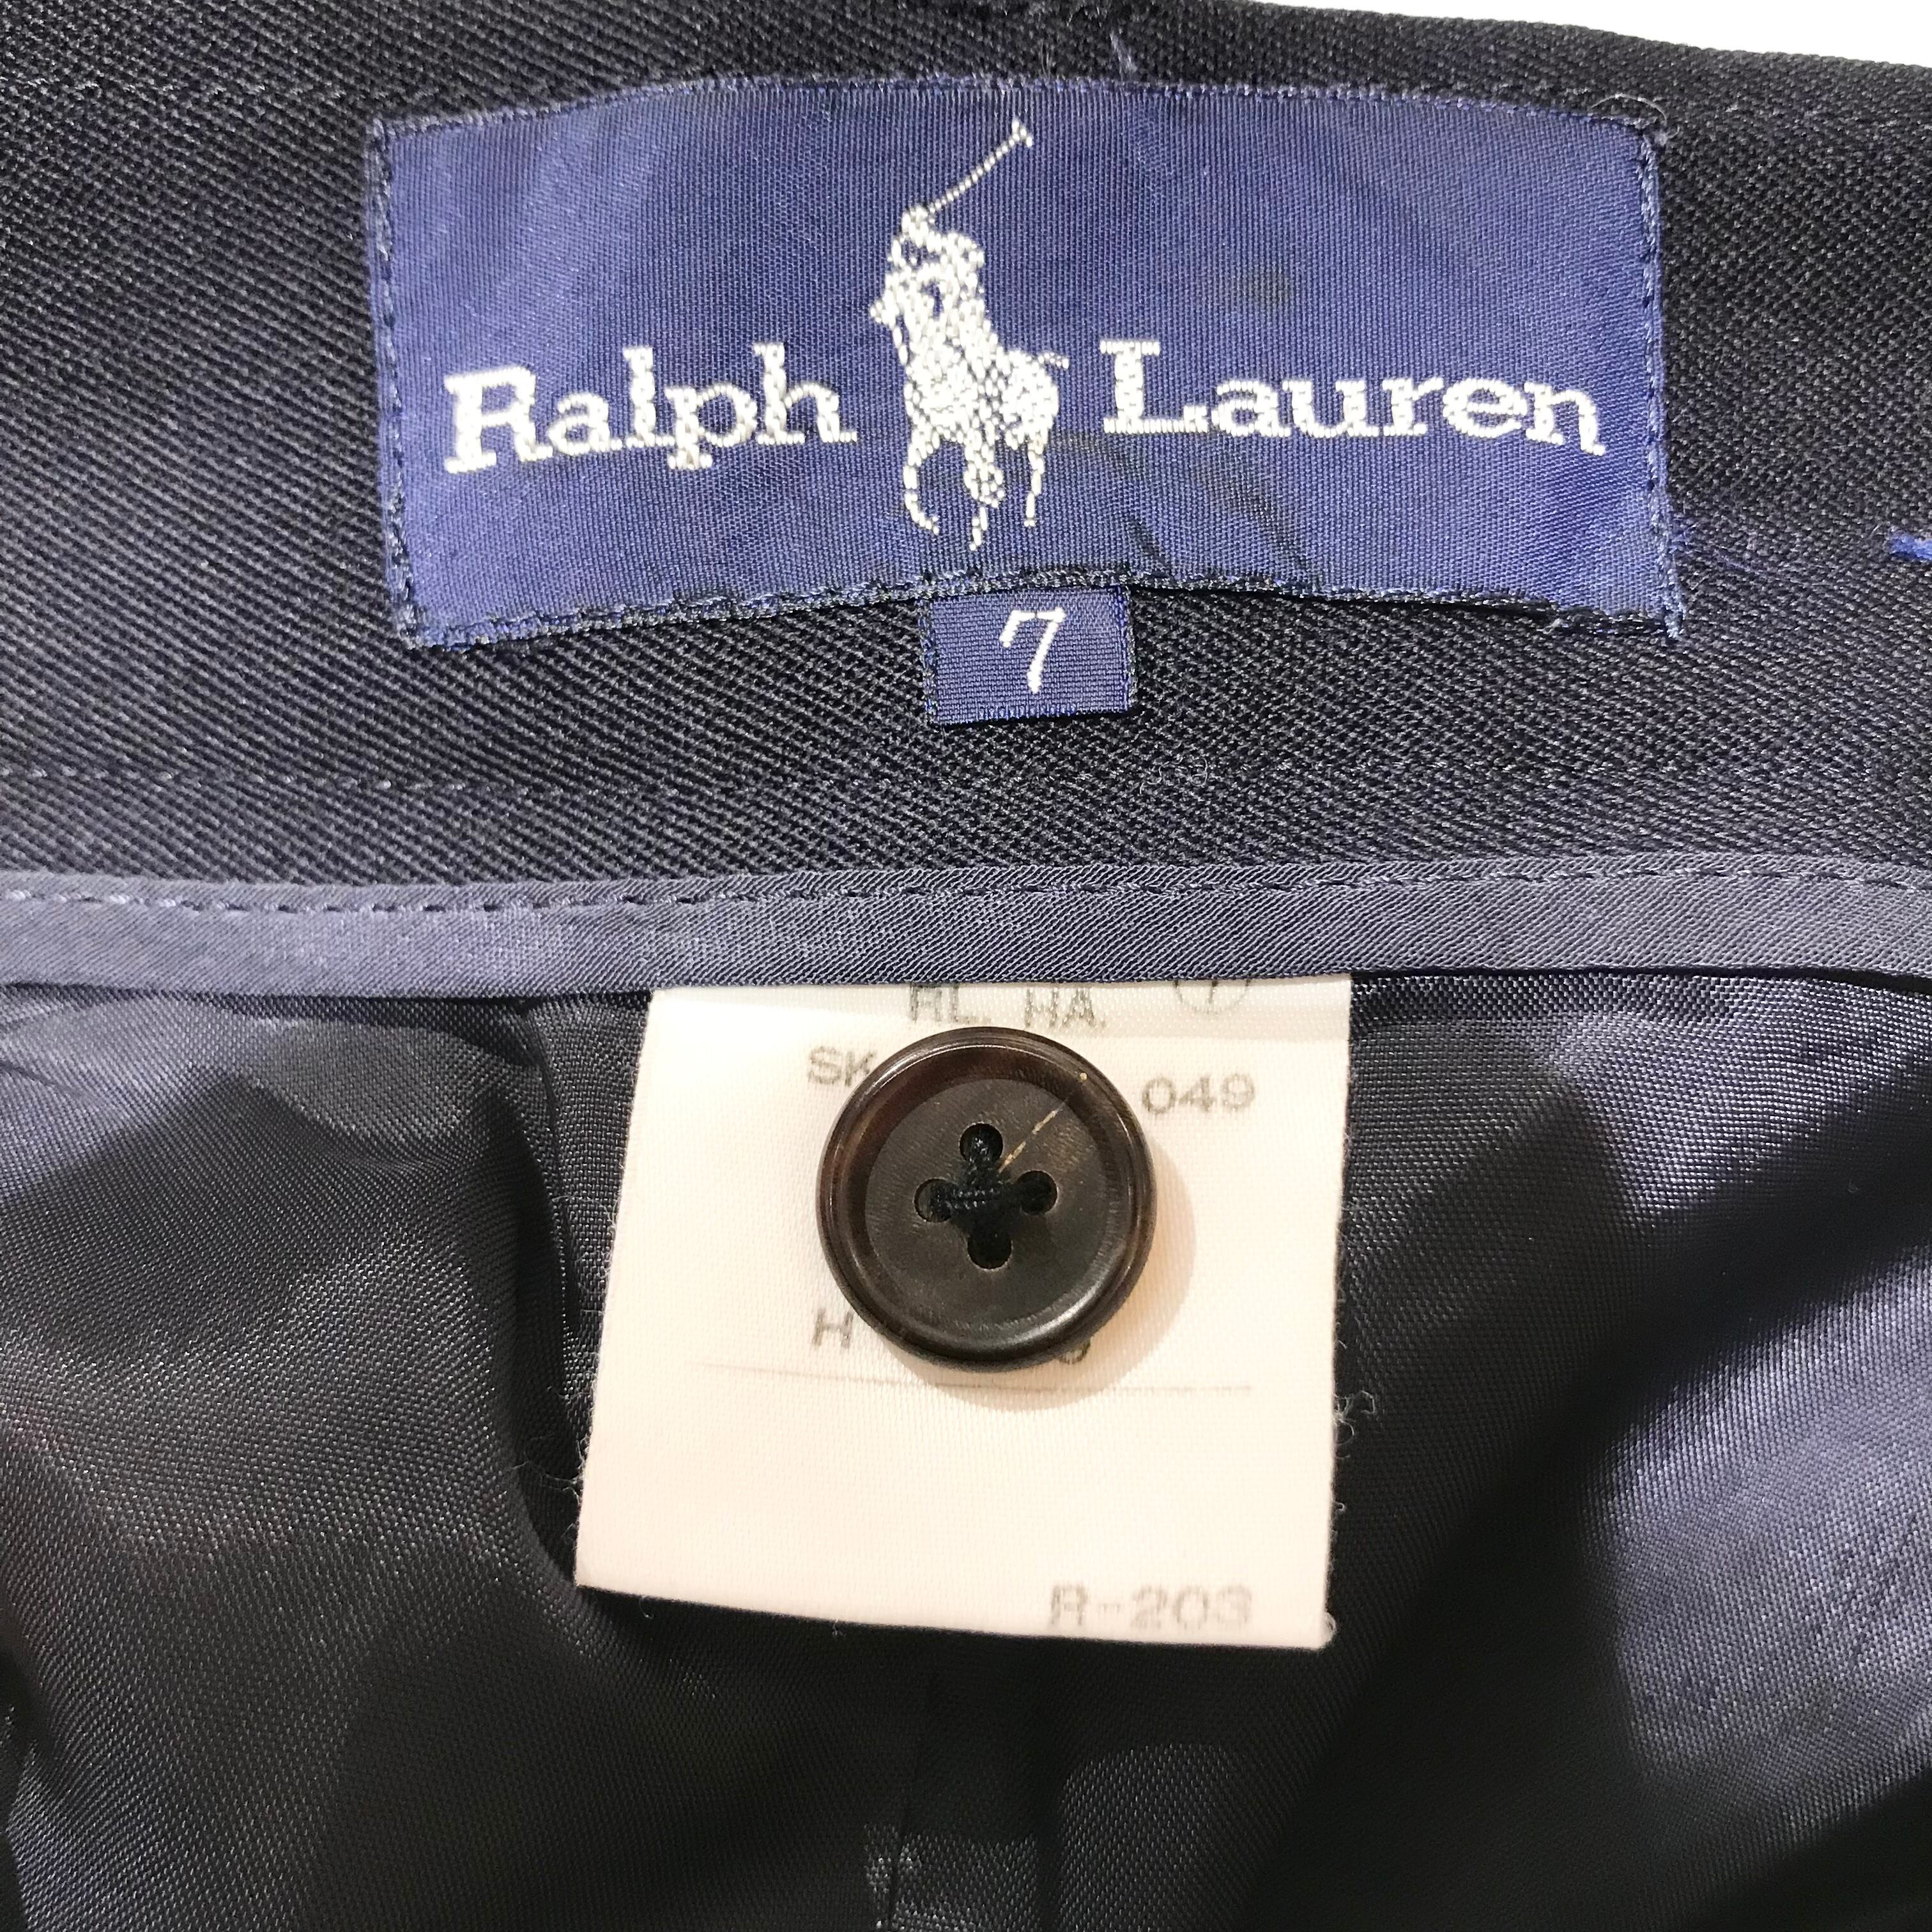 Ralph Lauren
7
RL. HA.
SK 049
H
R-203